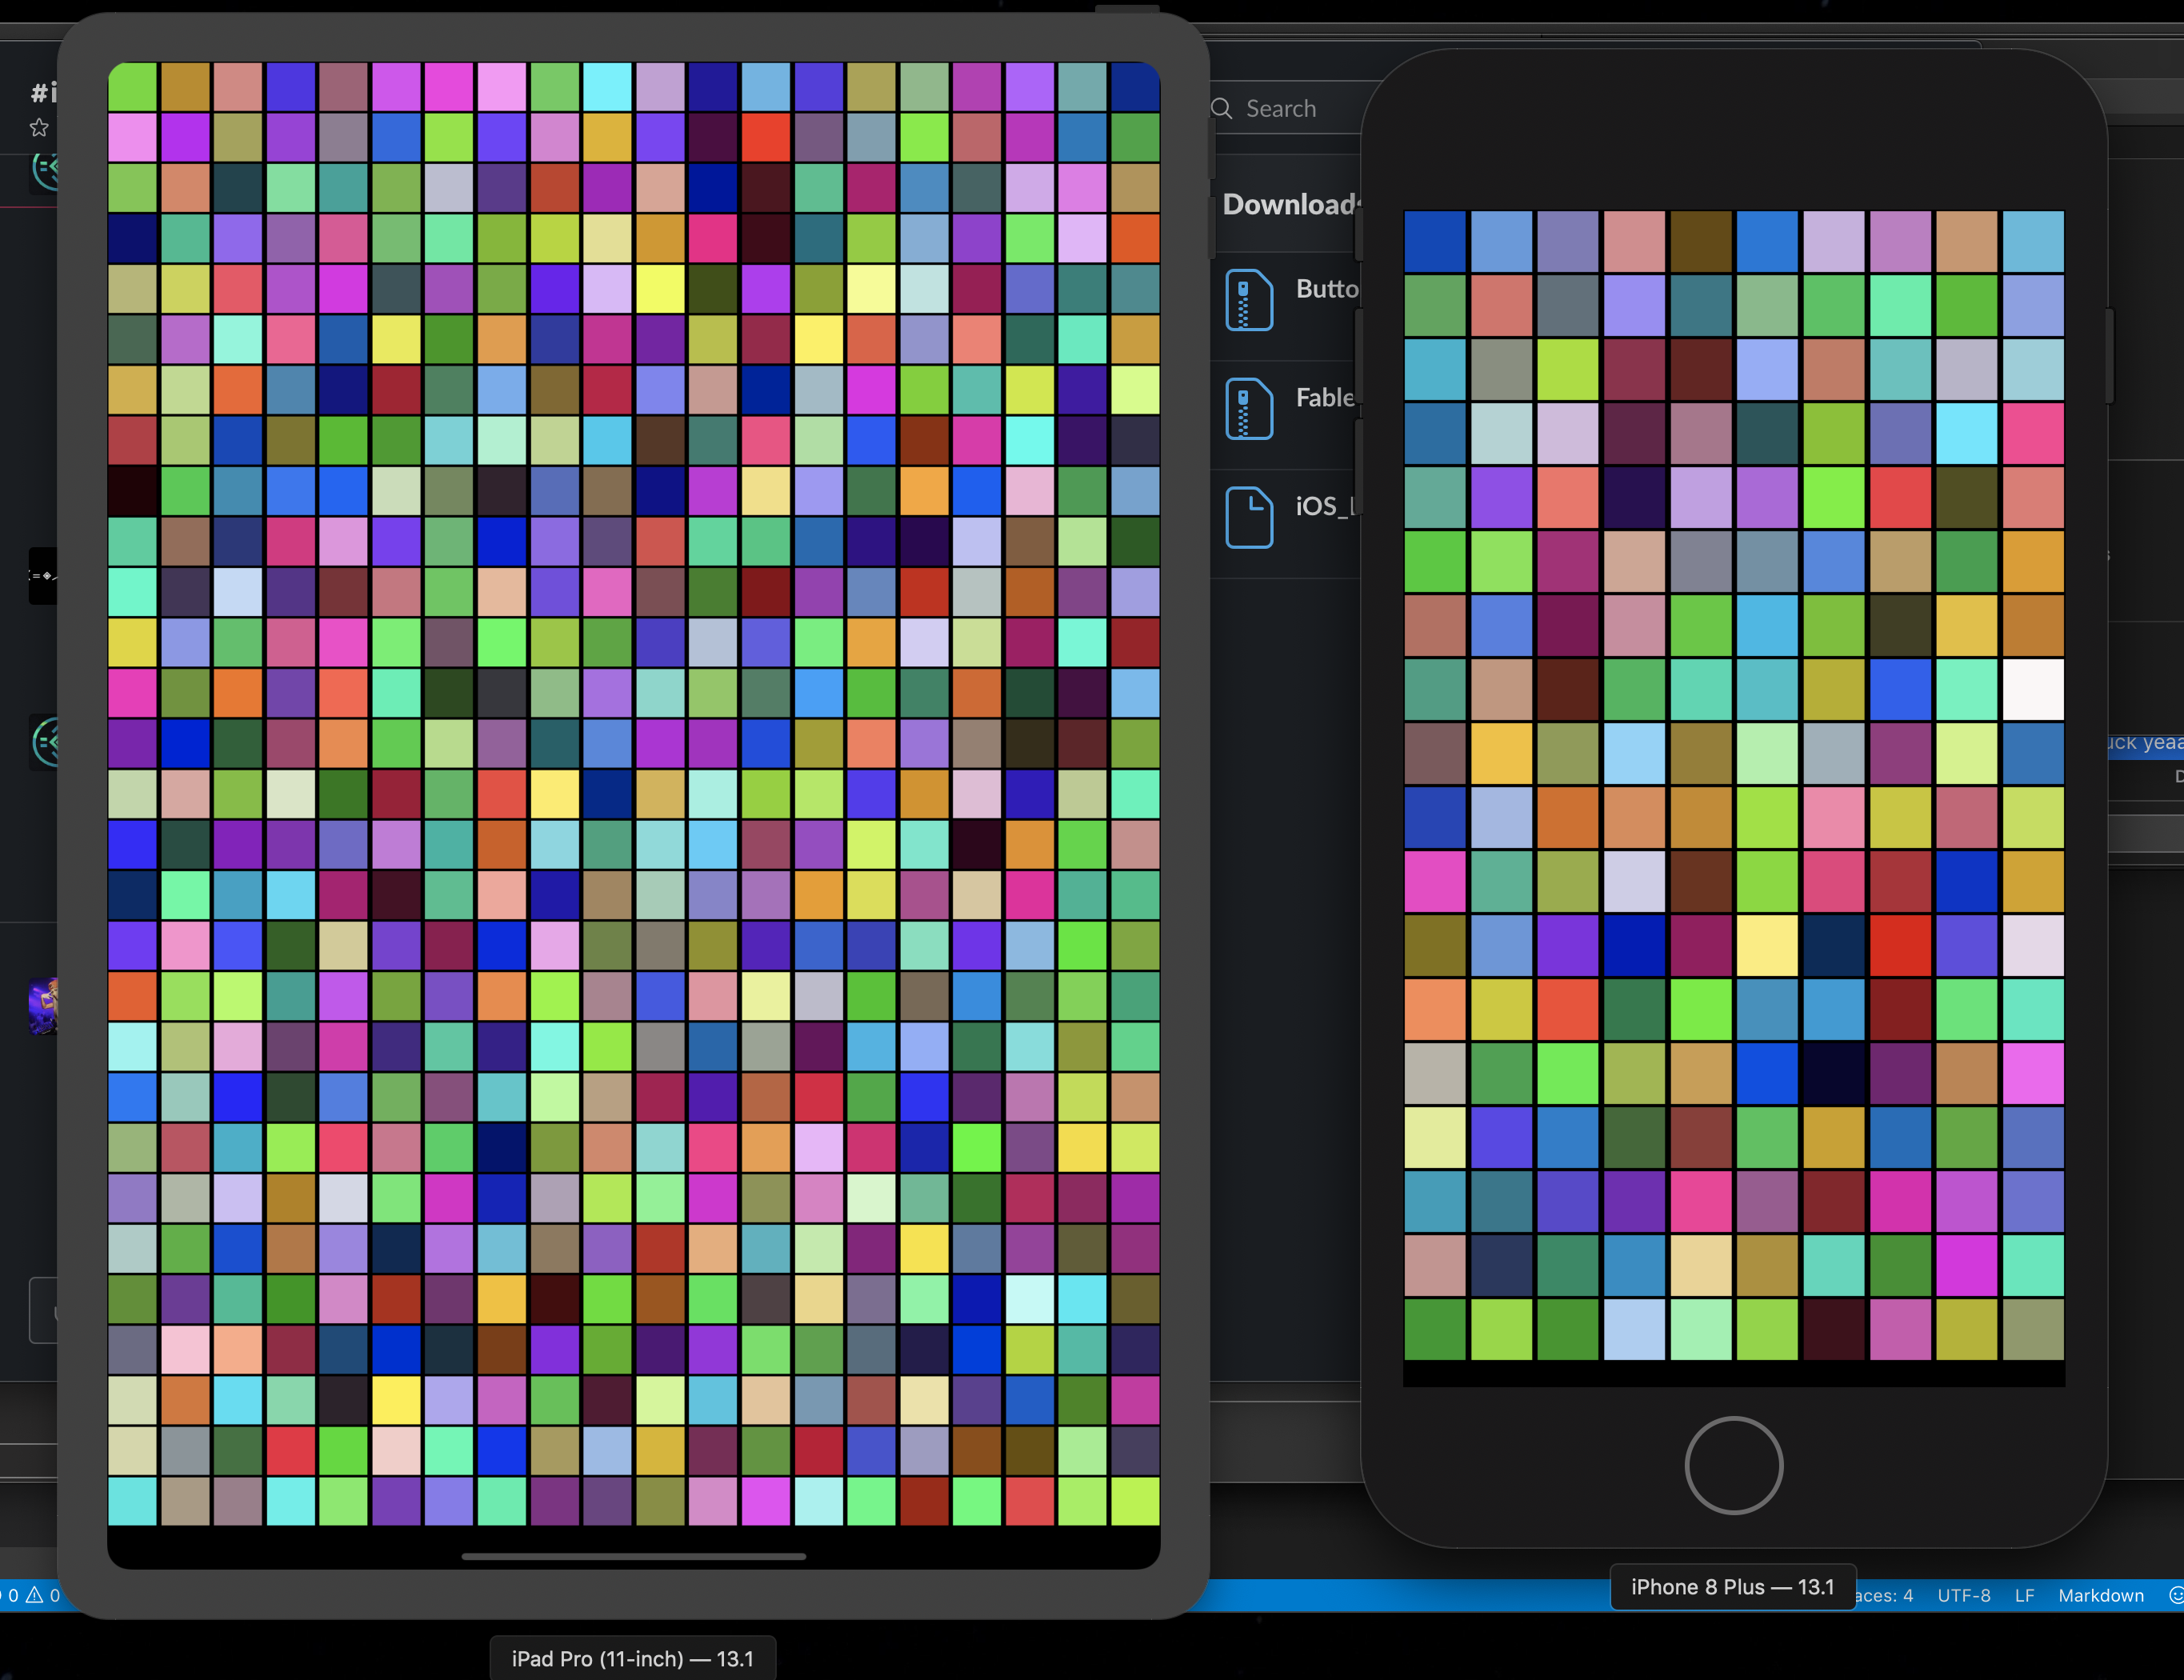 #i
Search
Download
Butto
Fable
iOS_
uck yeaa
0 0
iPhone 8 Plus — 13.1
aces: 4 UTF-8 LF Markdown
iPad Pro (11-inch) — 13.1